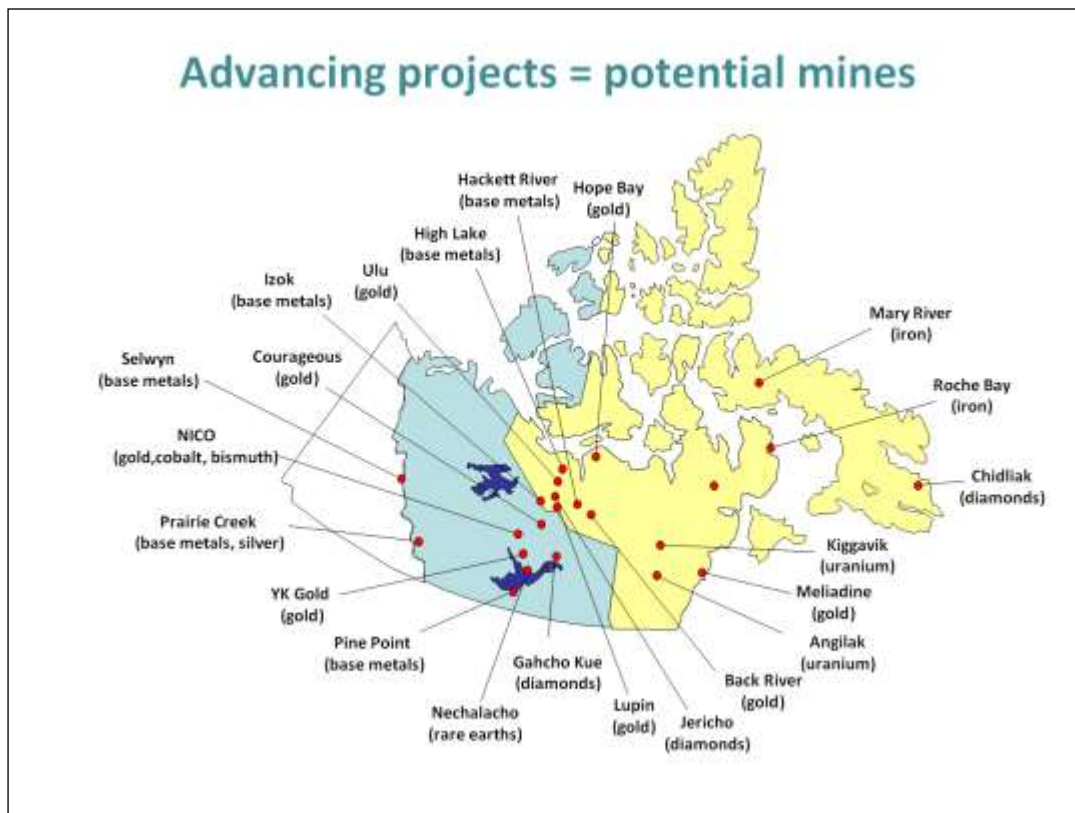 Advancing projects = potential mines
Hackett River
(base metals)
Hope Bay
(gold)
High Lake
(base metals)
Ulu
(gold)
Izok
(base metals)
Courageous
(gold)
Selwyn
(base metals)
NICO
(gold,cobalt, bismuth)
Prairie Creek
(base metals, silver)
YK Gold
(gold)
Pine Point
(base metals)
Nechalacho
(rare earths)
Gahcho Kue
(diamonds)
Lupin
(gold)
Jericho
(diamonds)
Back River
(gold)
Angilak
(uranium)
Meliadine
(gold)
Kiggavik
(uranium)
Chidliak
(diamonds)
Roche Bay
(iron)
Mary River
(iron)